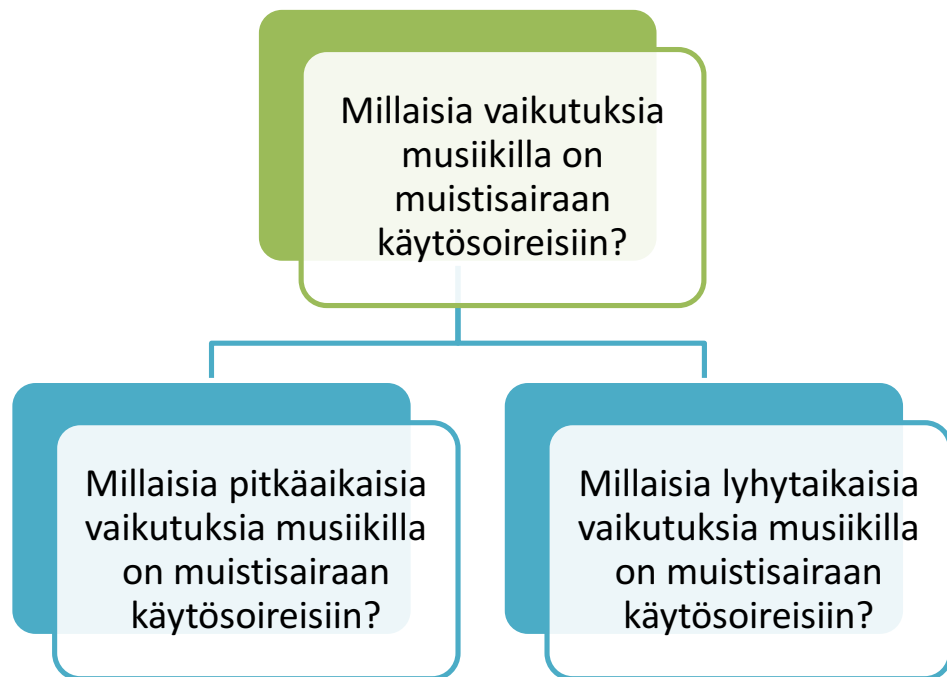 Millaisia vaikutuksia
musiikilla on
muistisairaan
käytösoireisiin?
Millaisia pitkäaikaisia
vaikutuksia musiikilla
on muistisairaan
käytösoireisiin?
Millaisia lyhytaikaisia
vaikutuksia musiikilla
on muistisairaan
käytösoireisiin?